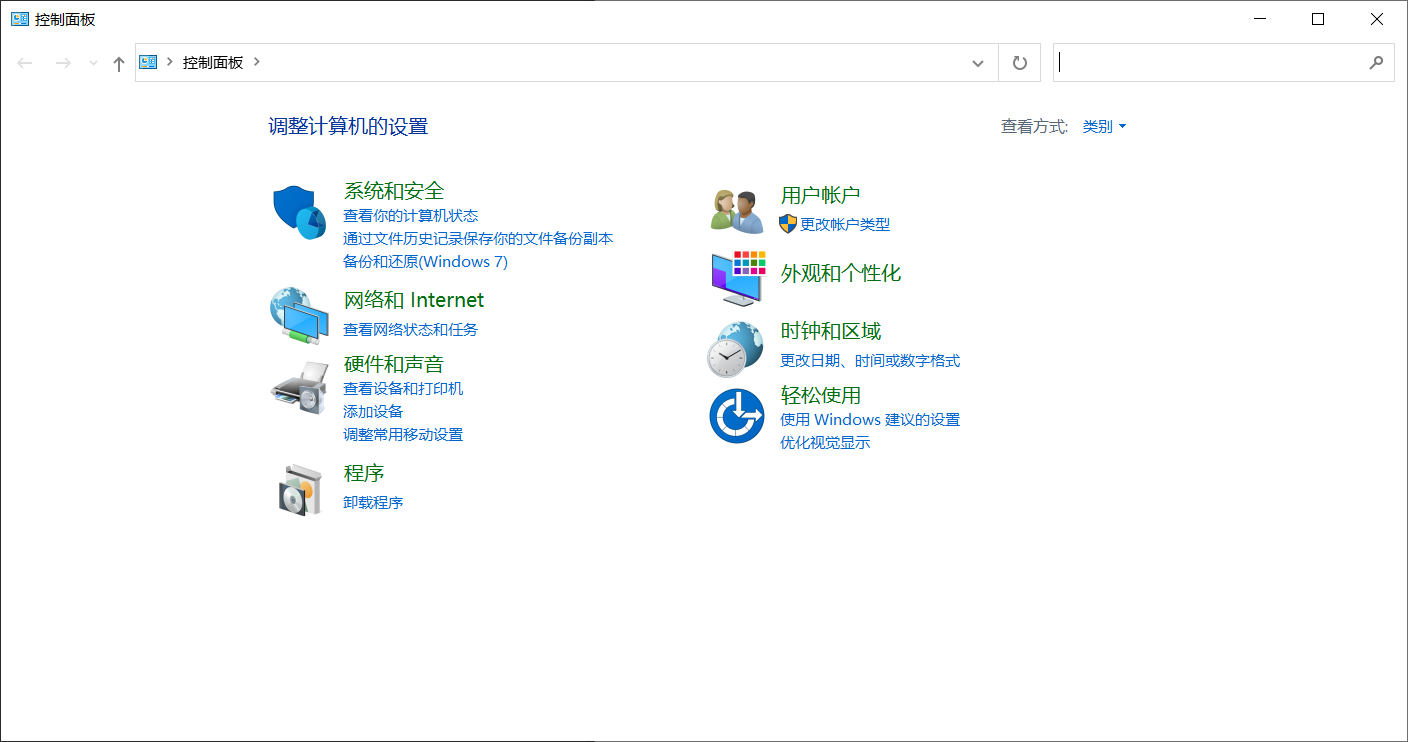 控制面板
控制面板
调整计算机的设置
查看方式: 类别
系统和安全
查看你的计算机状态
通过文件历史记录保存你的文件备份副本
备份和还原(Windows 7)
网络和 Internet
查看网络状态和任务
硬件和声音
查看设备和打印机
添加设备
调整常用移动设置
程序
卸载程序
用户帐户
更改帐户类型
外观和个性化
时钟和区域
更改日期、时间或数字格式
轻松使用
使用 Windows 建议的设置
优化视觉显示